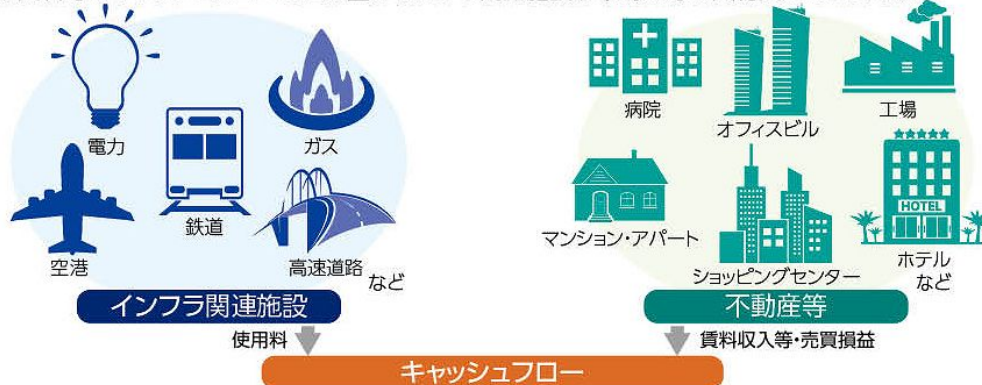 電力
ガス
鉄道
空港
高速道路
など
インフラ関連施設
使用料
病院
オフィスビル
工場
マンション・アパート
ショッピングセンター
HOTEL
ホテル
など
不動産等
賃料収入等・売買損益
キャッシュフロー